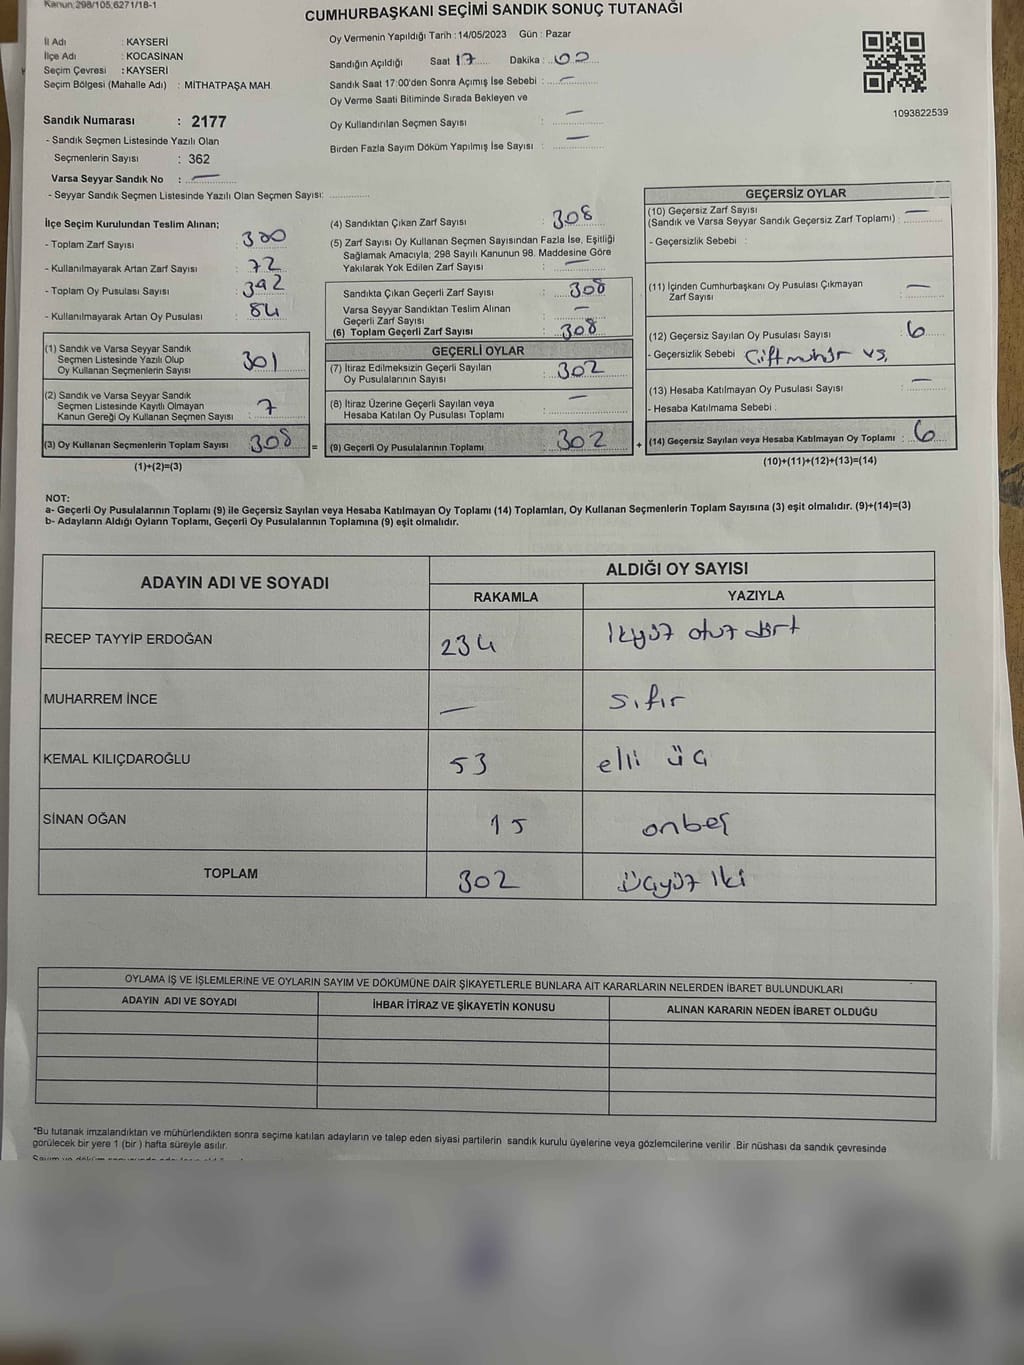 Kanun: 298/105, 6271/18-1
CUMHURBAŞKANI SEÇİMİ SANDIK SONUÇ TUTANAĞI
İl Adı : KAYSERİ
İlçe Adı : KOCASİNAN
Seçim Çevresi : KAYSERİ
Seçim Bölgesi (Mahalle Adı) : MİTHATPAŞA MAH.
Oy Vermenin Yapıldığı Tarih : 14/05/2023 Gün : Pazar
Sandığın Açıldığı Saat 17 Dakika : 00
Sandık Saat 17:00'den Sonra Açımış İse Sebebi : —
Oy Verme Saati Bitiminde Sırada Bekleyen ve
Oy Kullandırılan Seçmen Sayısı : —
Birden Fazla Sayım Döküm Yapılmış İse Sayısı : —
1093822539
Sandık Numarası : 2177
- Sandık Seçmen Listesinde Yazılı Olan
Seçmenlerin Sayısı : 362
Varsa Seyyar Sandık No : —
- Seyyar Sandık Seçmen Listesinde Yazılı Olan Seçmen Sayısı:
İlçe Seçim Kurulundan Teslim Alınan;
- Toplam Zarf Sayısı :
- Kullanılmayarak Artan Zarf Sayısı : 72
- Toplam Oy Pusulası Sayısı : 392
- Kullanılmayarak Artan Oy Pusulası : 84
(1) Sandık ve Varsa Seyyar Sandık
Seçmen Listesinde Yazılı Olup
Oy Kullanan Seçmenlerin Sayısı : 301
(2) Sandık ve Varsa Seyyar Sandık
Seçmen Listesinde Kayıtlı Olmayan
Kanun Gereği Oy Kullanan Seçmen Sayısı : 7
(3) Oy Kullanan Seçmenlerin Toplam Sayısı : 308
(1)+(2)=(3)
(4) Sandıktan Çıkan Zarf Sayısı : 308
(5) Zarf Sayısı Oy Kullanan Seçmen Sayısından Fazla İse, Eşitliği
Sağlamak Amacıyla; 298 Sayılı Kanunun 98. Maddesine Göre
Yakılarak Yok Edilen Zarf Sayısı : —
Sandıkta Çıkan Geçerli Zarf Sayısı : 308
Varsa Seyyar Sandıktan Teslim Alınan
Geçerli Zarf Sayısı : —
(6) Toplam Geçerli Zarf Sayısı : 308
GEÇERLİ OYLAR
(7) İtiraz Edilmeksizin Geçerli Sayılan
Oy Pusulalarının Sayısı : 302
(8) İtiraz Üzerine Geçerli Sayılan veya
Hesaba Katılan Oy Pusulası Toplamı : —
= (9) Geçerli Oy Pusulalarının Toplamı : 302
GEÇERSİZ OYLAR
(10) Geçersiz Zarf Sayısı
(Sandık ve Varsa Seyyar Sandık Geçersiz Zarf Toplamı) : —
- Geçersizlik Sebebi :
(11) İçinden Cumhurbaşkanı Oy Pusulası Çıkmayan
Zarf Sayısı : —
(12) Geçersiz Sayılan Oy Pusulası Sayısı : 6
- Geçersizlik Sebebi Çift mühür vs,
(13) Hesaba Katılmayan Oy Pusulası Sayısı : —
- Hesaba Katılmama Sebebi :
+ (14) Geçersiz Sayılan veya Hesaba Katılmayan Oy Toplamı : 6
(10)+(11)+(12)+(13)=(14)
NOT:
a- Geçerli Oy Pusulalarının Toplamı (9) ile Geçersiz Sayılan veya Hesaba Katılmayan Oy Toplamı (14) Toplamları, Oy Kullanan Seçmenlerin Toplam Sayısına (3) eşit olmalıdır. (9)+(14)=(3)
b- Adayların Aldığı Oyların Toplamı, Geçerli Oy Pusulalarının Toplamına (9) eşit olmalıdır.
ADAYIN ADI VE SOYADI ALDIĞI OY SAYISI
RAKAMLA YAZIYLA
RECEP TAYYİP ERDOĞAN 234 İkyüz otuz dört
MUHARREM İNCE — sıfır
KEMAL KILIÇDAROĞLU 53 elli üç
SİNAN OĞAN 15 onbeş
TOPLAM 302 üçyüz iki
OYLAMA İŞ VE İŞLEMLERİNE VE OYLARIN SAYIM VE DÖKÜMÜNE DAİR ŞİKAYETLERLE BUNLARA AİT KARARLARIN NELERDEN İBARET BULUNDUKLARI
ADAYIN ADI VE SOYADI İHBAR İTİRAZ VE ŞİKAYETİN KONUSU ALINAN KARARIN NEDEN İBARET OLDUĞU
*Bu tutanak imzalandıktan ve mühürlendikten sonra seçime katılan adayların ve talep eden siyasi partilerin sandık kurulu üyelerine veya gözlemcilerine verilir .Bir nüshası da sandık çevresinde
görülecek bir yere 1 (bir ) hafta süreyle asılır.